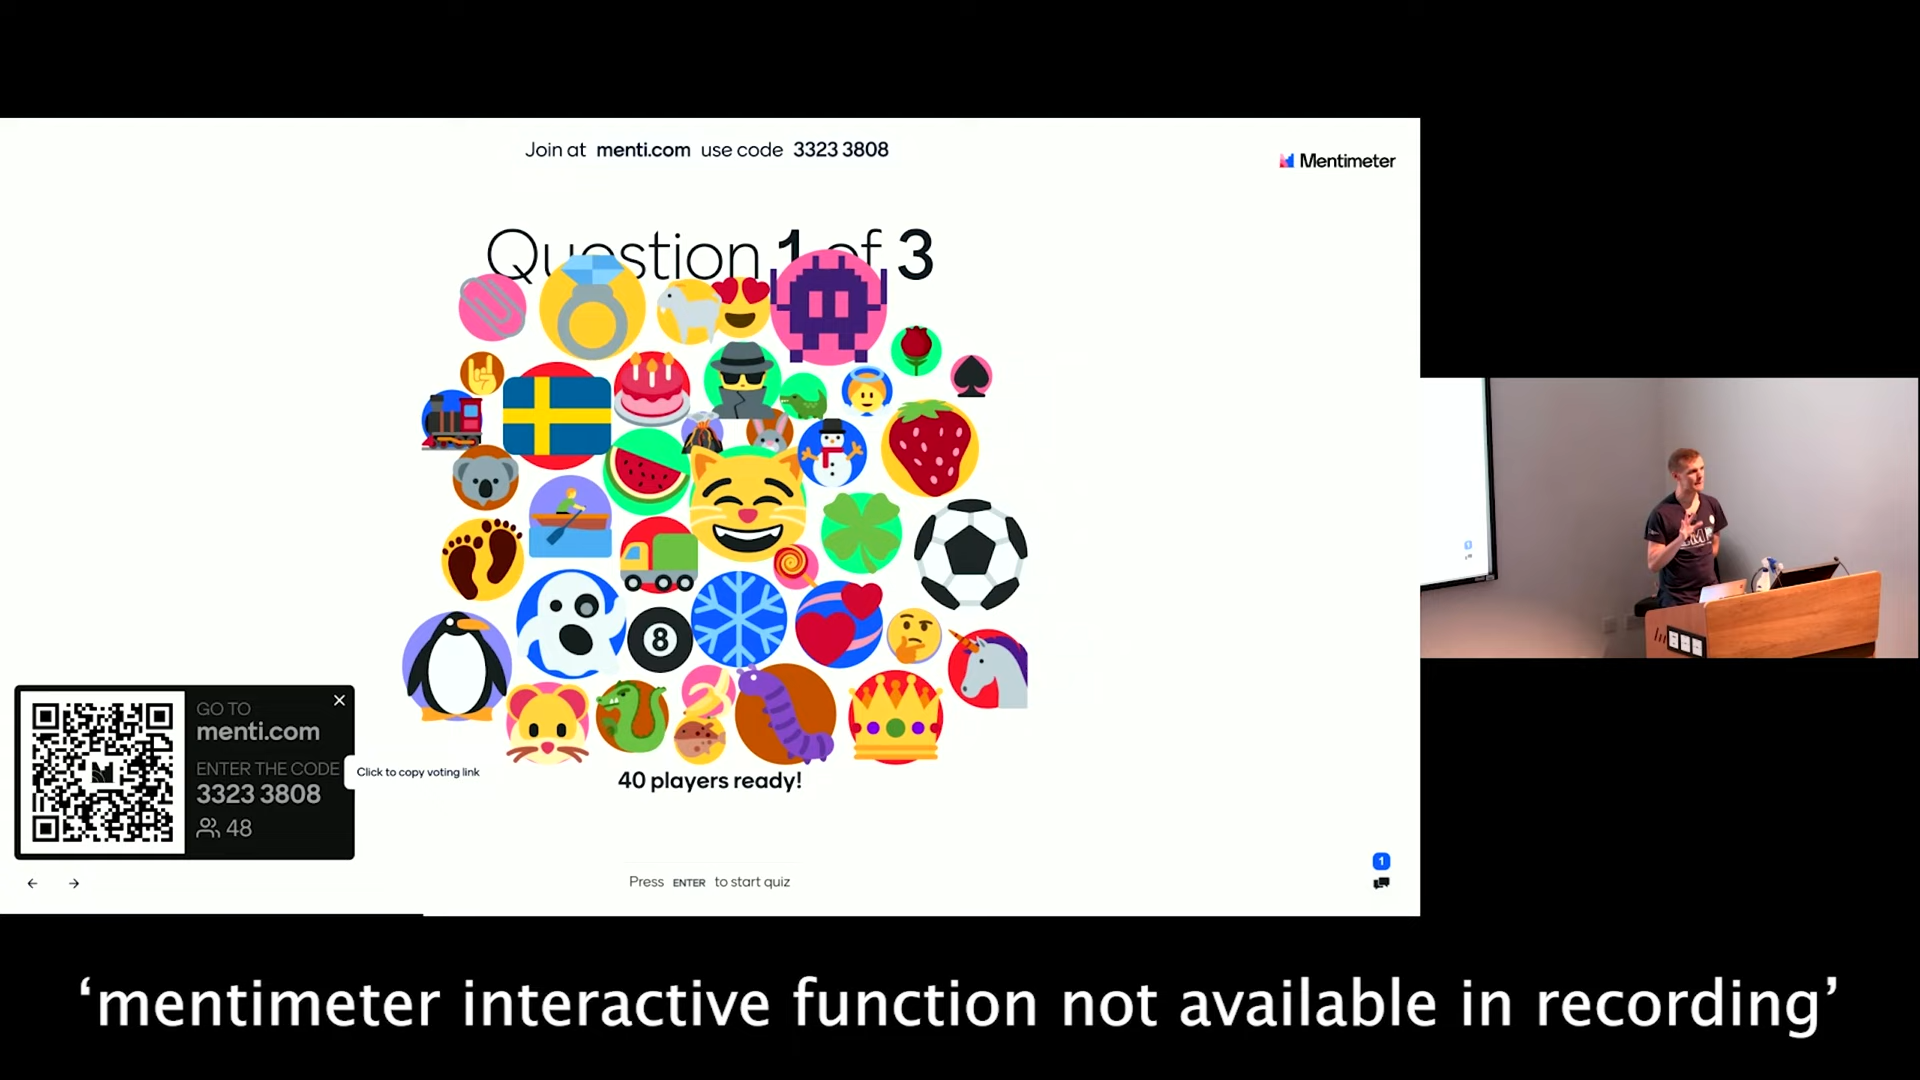 Join at menti.com use code 3323 3808
Mentimeter
Question 1 of 3
8
GO TO
menti.com
ENTER THE CODE
3323 3808
48
Click to copy voting link
40 players ready!
Press ENTER to start quiz
1
‘mentimeter interactive function not available in recording’